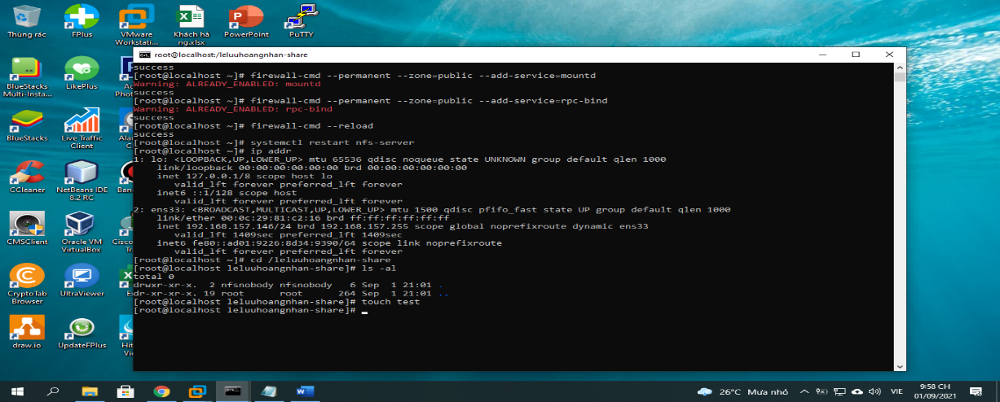 Thùng rác
FPlus
VMware Workstati...
Khách hà ng.xlsx
PowerPoint
PuTTY
BlueStacks Multi-Insta...
LikePlus
BlueStacks
Live Traffic Client
CCleaner
NetBeans IDE 8.2 RC
CMSClient
Oracle VM VirtualBox
CryptoTab Browser
UltraViewer
draw.io
UpdateFPlus
root@localhost:/leluuhoangnhan-share
success
[root@localhost ~]# firewall-cmd --permanent --zone=public --add-service=mountd
Warning: ALREADY_ENABLED: mountd
success
[root@localhost ~]# firewall-cmd --permanent --zone=public --add-service=rpc-bind
Warning: ALREADY_ENABLED: rpc-bind
success
[root@localhost ~]# firewall-cmd --reload
success
[root@localhost ~]# systemctl restart nfs-server
[root@localhost ~]# ip addr
1: lo: <LOOPBACK,UP,LOWER_UP> mtu 65536 qdisc noqueue state UNKNOWN group default qlen 1000
link/loopback 00:00:00:00:00:00 brd 00:00:00:00:00:00
inet 127.0.0.1/8 scope host lo
valid_lft forever preferred_lft forever
inet6 ::1/128 scope host
valid_lft forever preferred_lft forever
2: ens33: <BROADCAST,MULTICAST,UP,LOWER_UP> mtu 1500 qdisc pfifo_fast state UP group default qlen 1000
link/ether 00:0c:29:81:c2:16 brd ff:ff:ff:ff:ff:ff
inet 192.168.157.146/24 brd 192.168.157.255 scope global noprefixroute dynamic ens33
valid_lft 1409sec preferred_lft 1409sec
inet6 fe80::ad01:9226:8d34:9390/64 scope link noprefixroute
valid_lft forever preferred_lft forever
[root@localhost ~]# cd /leluuhoangnhan-share
[root@localhost leluuhoangnhan-share]# ls -al
total 0
drwxr-xr-x. 2 nfsnobody nfsnobody 6 Sep 1 21:01 .
dr-xr-xr-x. 19 root root 264 Sep 1 21:01 ..
[root@localhost leluuhoangnhan-share]# touch test
[root@localhost leluuhoangnhan-share]#
26°C Mưa nhỏ
VIE
9:58 CH
01/09/2021